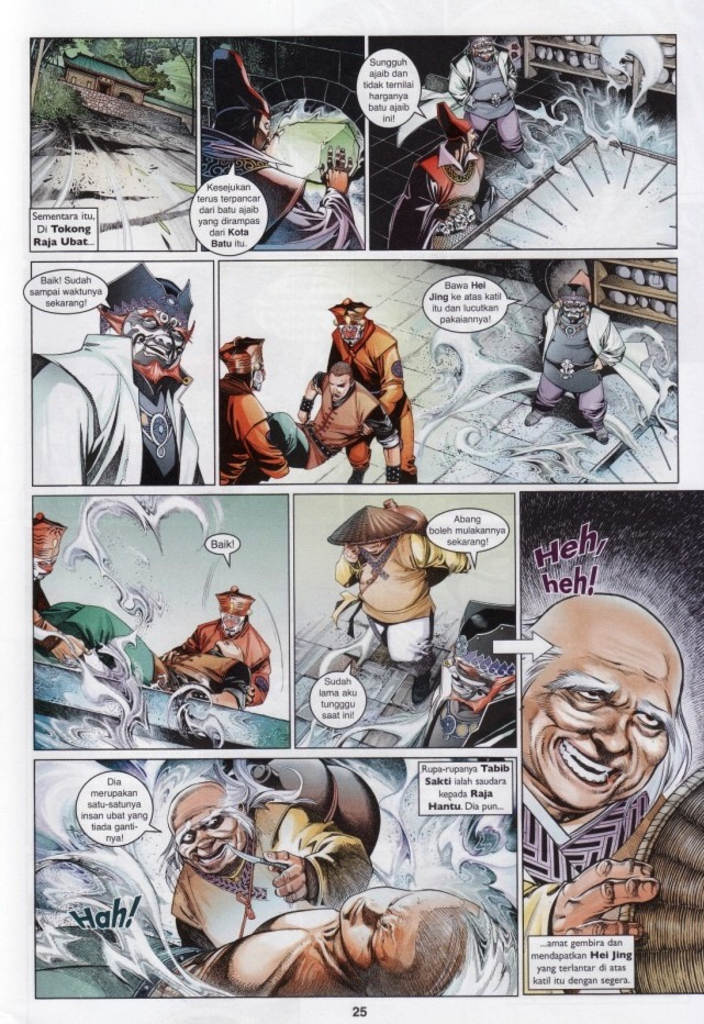 Sementara itu,
Di Tokong
Raja Ubat...
Kesejukan
terus terpancar
dari batu ajaib
yang dirampas
dari Kota
Batu itu.
Sungguh
ajaib dan
tidak ternilai
harganya
batu ajaib
ini!
Baik! Sudah
sampai waktunya
sekarang!
Bawa Hei
Jing ke atas katil
itu dan lucutkan
pakaiannya!
Baik!
Abang
boleh mulakannya
sekarang!
Sudah
lama aku
tunggu
saat ini!
Heh,
heh!
Dia
merupakan
satu-satunya
insan yang
tiada ganti-
nya!
Hah!
Rupa-rupanya Tabib
Sakti ialah saudara
kepada Raja
Hantu. Dia pun...
...amat gembira dan
mendapatkan Hei Jing
yang terlantar di atas
katil itu dengan segera.
25